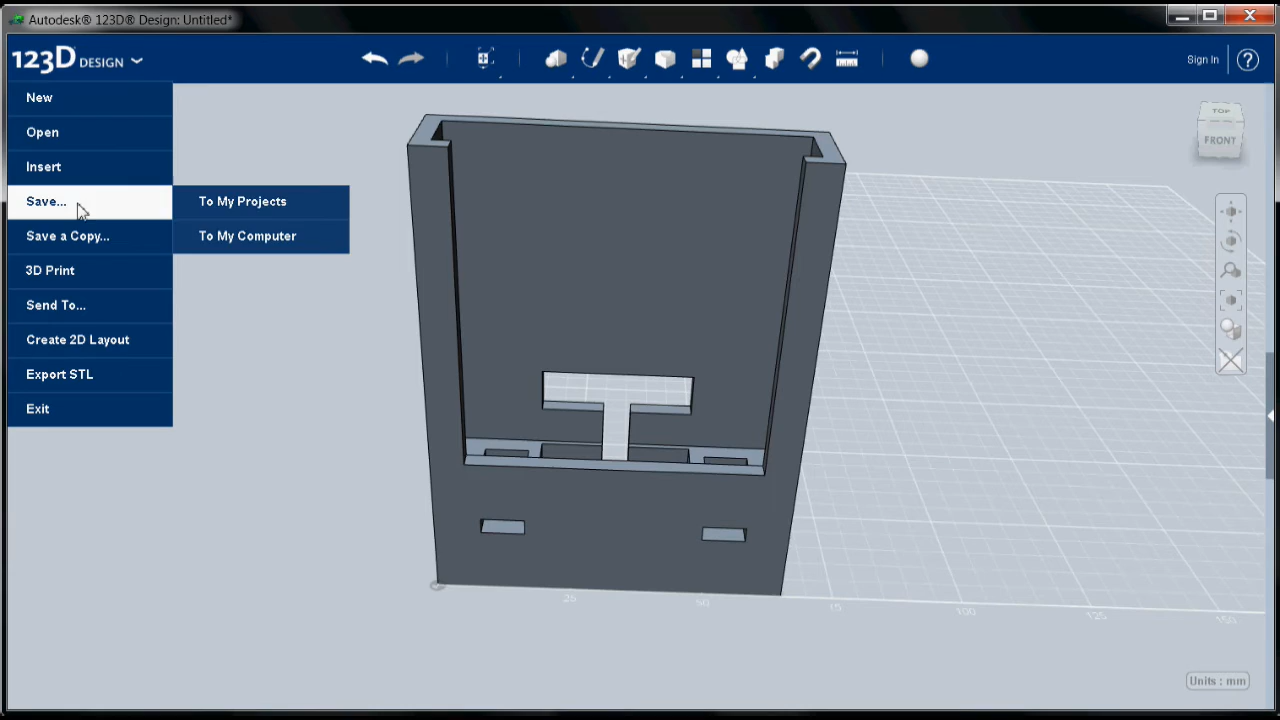 Autodesk® 123D® Design: Untitled*
123D DESIGN
Sign In
?
New
Open
Insert
Save...
To My Projects
Save a Copy...
To My Computer
3D Print
Send To...
Create 2D Layout
Export STL
Exit
TOP
FRONT
25
50
100
125
150
Units : mm